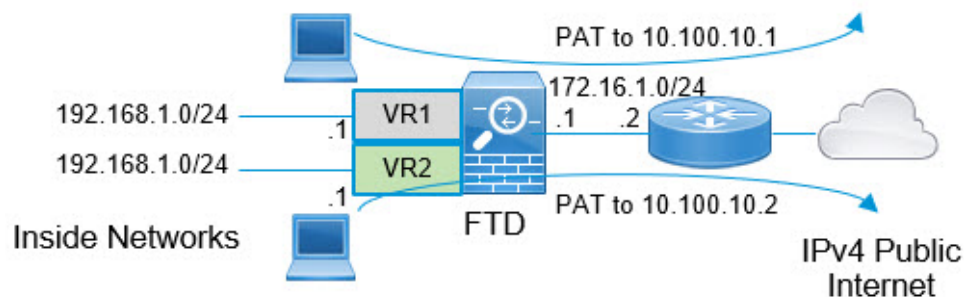 PAT to 10.100.10.1
172.16.1.0/24
192.168.1.0/24
.1
VR1
.1
.2
192.168.1.0/24
VR2
.1
PAT to 10.100.10.2
FTD
Inside Networks
IPv4 Public
Internet